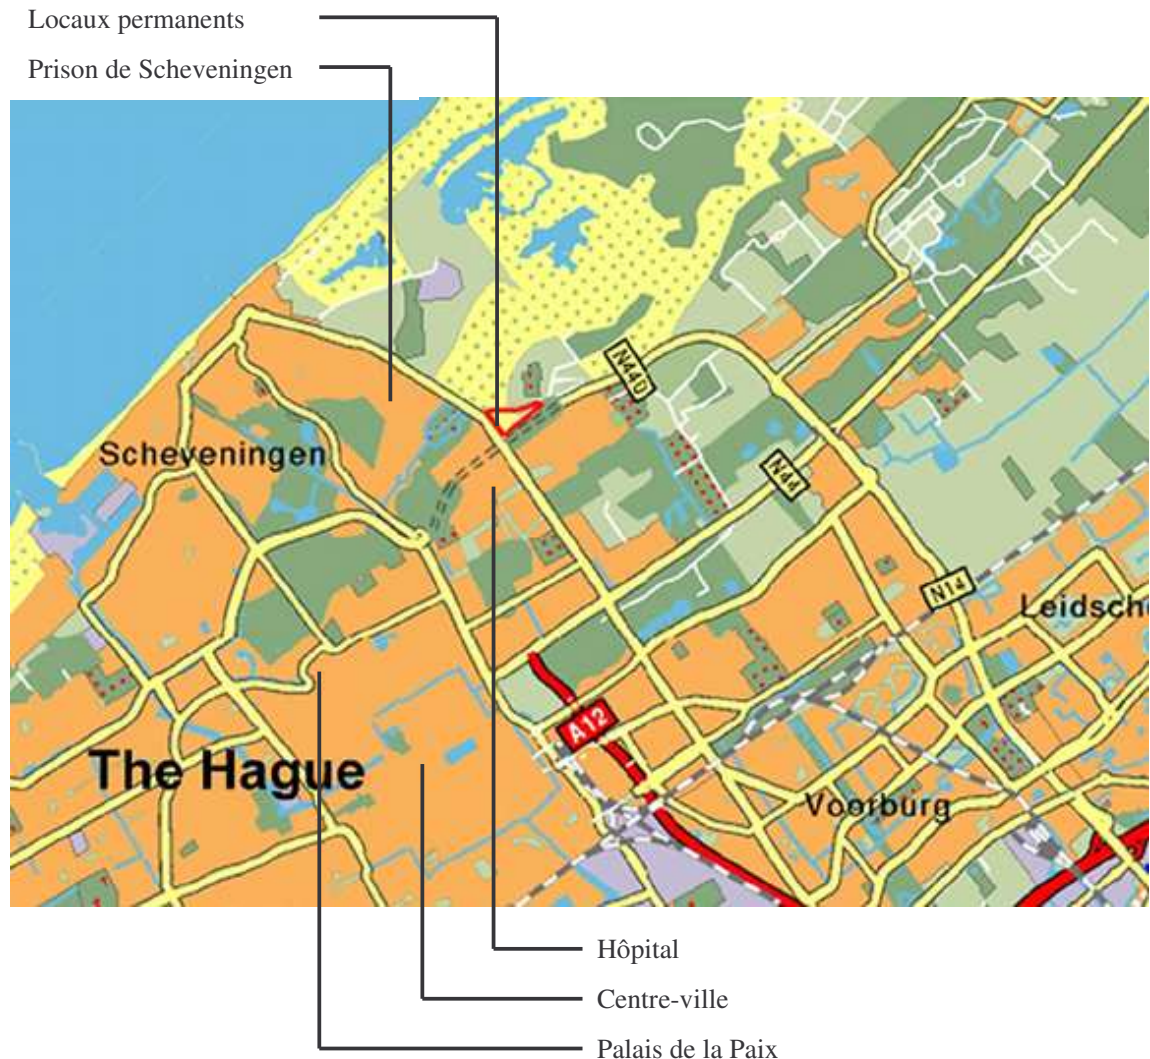 Locaux permanents
Prison de Scheveningen
N440
Scheveningen
N44
N14
Leidsche
A12
The Hague
Voorburg
Hôpital
Centre-ville
Palais de la Paix